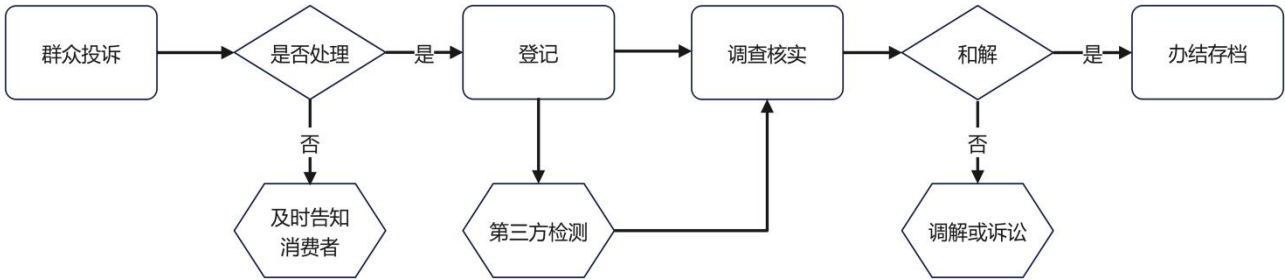 群众投诉
是否处理
是
登记
调查核实
和解
是
办结存档
否
否
及时告知
消费者
第三方检测
调解或诉讼